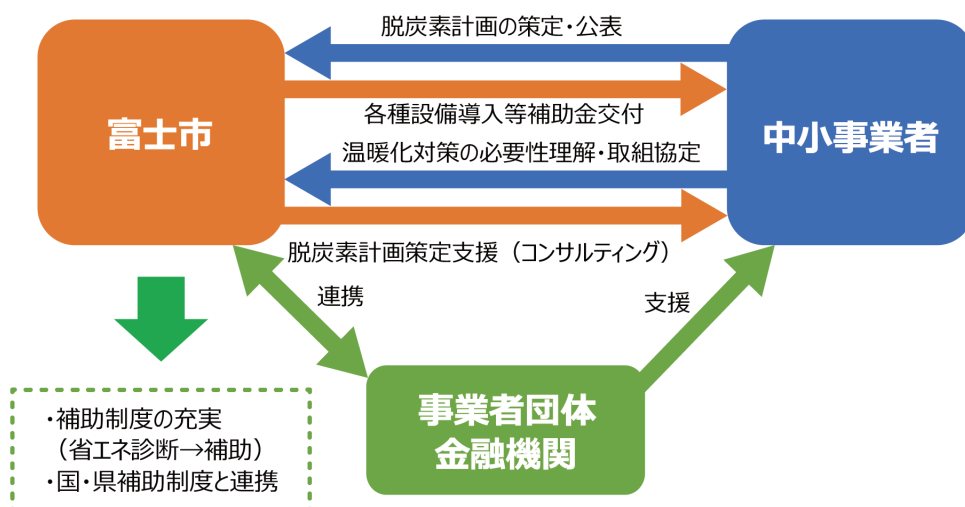 脱炭素計画の策定・公表
富士市
中小事業者
各種設備導入等補助金交付
温暖化対策の必要性理解・取組協定
脱炭素計画策定支援（コンサルティング）
連携
支援
事業者団体
金融機関
・補助制度の充実
（省エネ診断→補助）
・国・県補助制度と連携